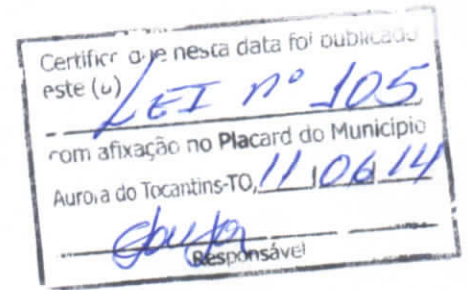 Certifico que nesta data foi publicado
este (a) LEI nº 105
com afixação no Placard do Município
Aurora do Tocantins-TO, 11 / 06 / 14
Responsável